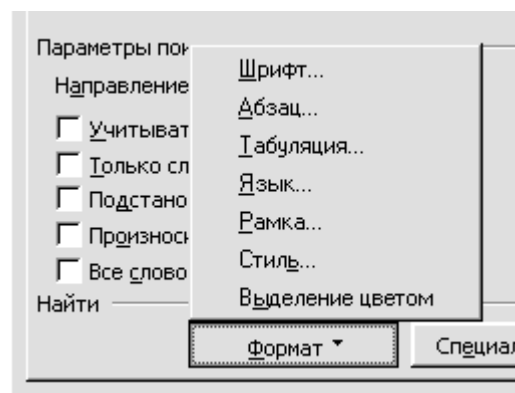 Параметры пои
Направление
Учитыват
Только сл
Подстано
Произнос
Все слово
Найти
Шрифт...
Абзац...
Табуляция...
Язык...
Рамка...
Стиль...
Выделение цветом
Формат
Специал